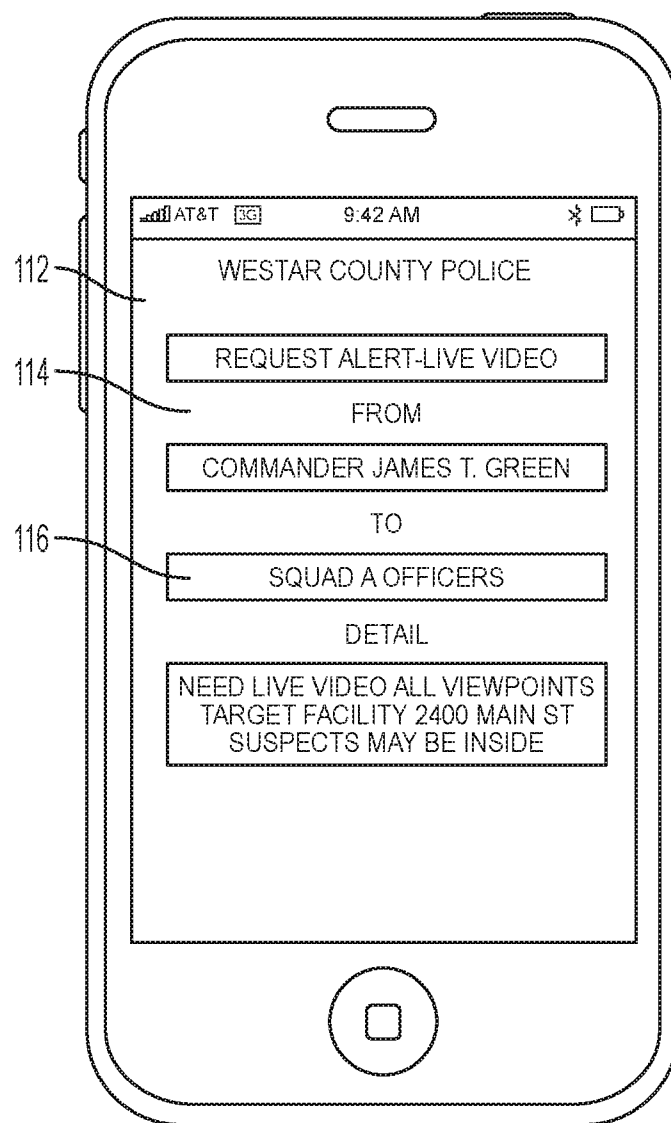 AT&T 3G 9:42 AM
112
WESTAR COUNTY POLICE
REQUEST ALERT-LIVE VIDEO
114
FROM
COMMANDER JAMES T. GREEN
TO
116
SQUAD A OFFICERS
DETAIL
NEED LIVE VIDEO ALL VIEWPOINTS
TARGET FACILITY 2400 MAIN ST
SUSPECTS MAY BE INSIDE